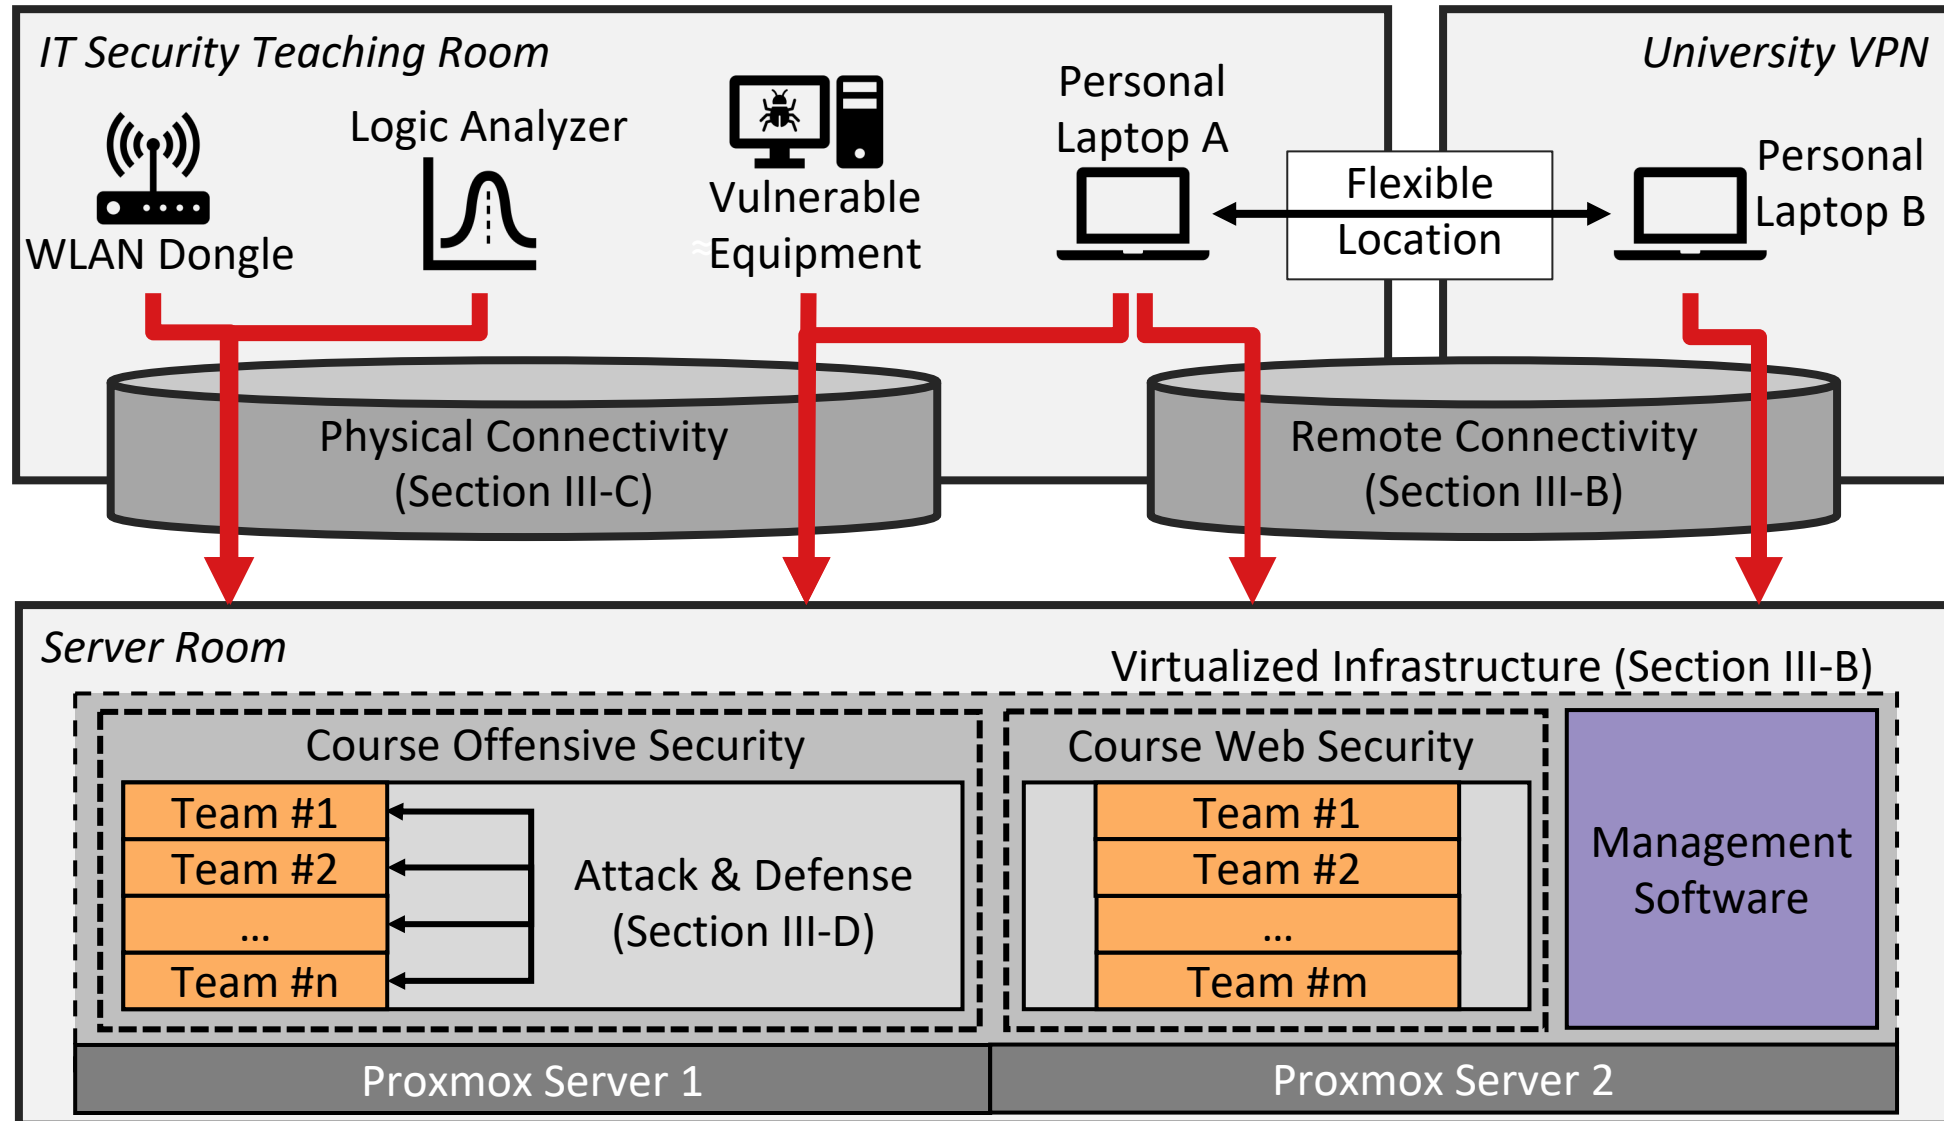 IT Security Teaching Room
University VPN
WLAN Dongle
Logic Analyzer
Vulnerable
≈Equipment
Personal
Laptop A
Flexible
Location
Personal
Laptop B
Physical Connectivity
(Section III-C)
Remote Connectivity
(Section III-B)
Server Room
Virtualized Infrastructure (Section III-B)
Course Offensive Security
Team #1
Team #2
...
Team #n
Attack & Defense
(Section III-D)
Course Web Security
Team #1
Team #2
...
Team #m
Management
Software
Proxmox Server 1
Proxmox Server 2